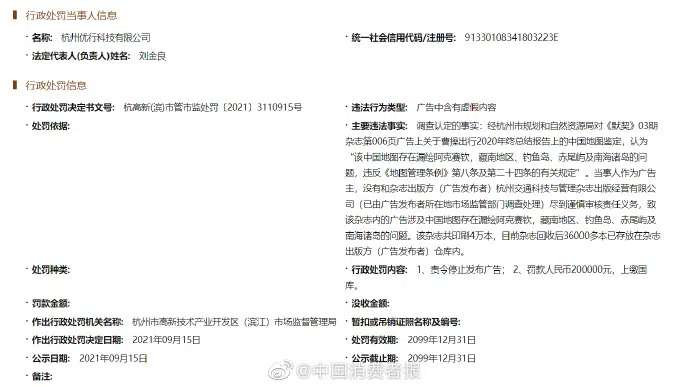 行政处罚当事人信息
· 名称: 杭州优行科技有限公司
· 统一社会信用代码/注册号: 91330108341803223E
· 法定代表人(负责人)姓名: 刘金良
行政处罚信息
· 行政处罚决定书文号: 杭高新(滨)市管市监处罚〔2021〕3110915号
· 违法行为类型: 广告中含有虚假内容
· 处罚依据:
· 主要违法事实: 调查认定的事实：经杭州市规划和自然资源局对《默契》03期
杂志第006页广告上关于曹操出行2020年终总结报告上的中国地图鉴定，认为
“该中国地图存在漏绘阿克赛钦，藏南地区、钓鱼岛、赤尾屿及南海诸岛的问
题，违反《地图管理条例》第八条及第二十四条的有关规定”。当事人作为广告
主，没有和杂志出版方（广告发布者）杭州交通科技与管理杂志出版经营有限公
司（已由广告发布者所在地市场监管部门调查处理）尽到谨慎审核责任义务，致
该杂志内的广告涉及中国地图存在漏绘阿克赛钦，藏南地区、钓鱼岛、赤尾屿及
南海诸岛的问题。该杂志共印刷4万本，目前杂志回收后36000多本已存放在杂志
出版方（广告发布者）仓库内。
· 处罚种类:
· 行政处罚内容: 1、责令停止发布广告； 2、罚款人民币200000元，上缴国
库。
· 罚款金额:
· 没收金额:
· 作出行政处罚机关名称: 杭州市高新技术产业开发区（滨江）市场监督管理局
· 暂扣或吊销证照名称及编号:
· 作出行政处罚决定日期: 2021年09月15日
· 处罚有效期: 2099年12月31日
· 公示日期: 2021年09月15日
· 公示截止期: 2099年12月31日
· 备注:
@中国消费者报